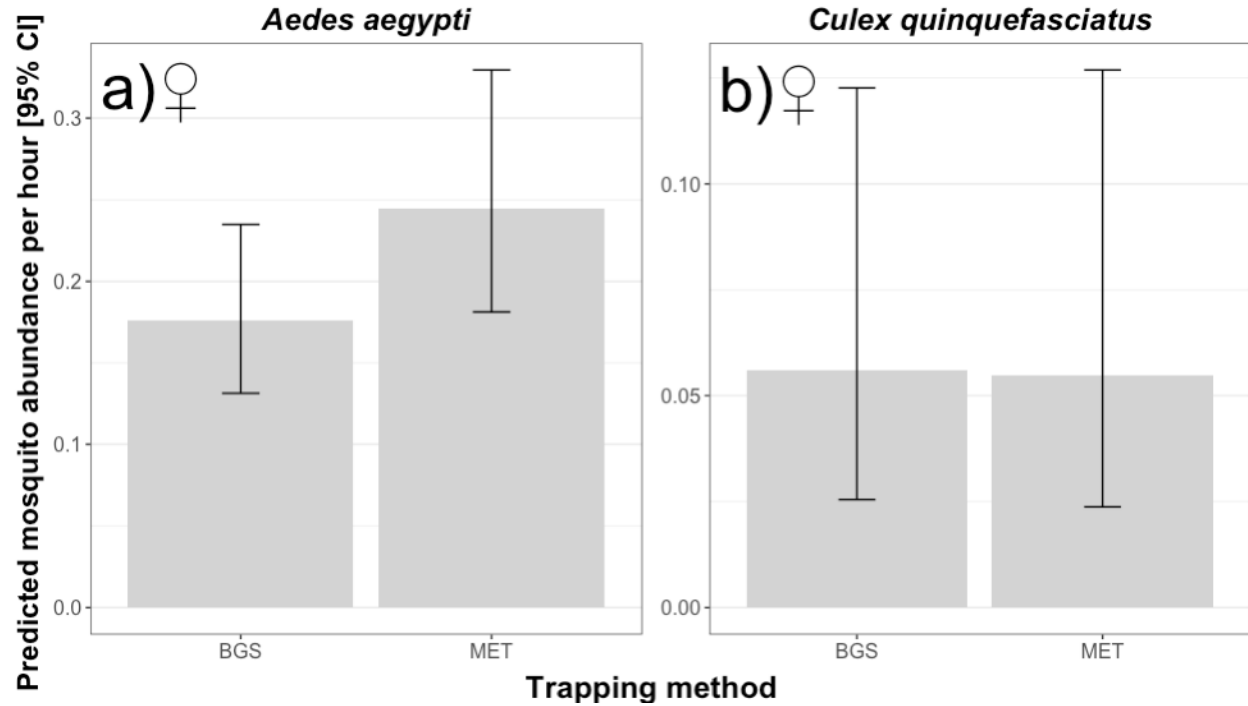 Aedes aegypti
Culex quinquefasciatus
Predicted mosquito abundance per hour [95% CI]
a)♀
0.3
0.2
0.1
0.0
BGS
MET
b)♀
0.10
0.05
0.00
BGS
MET
Trapping method